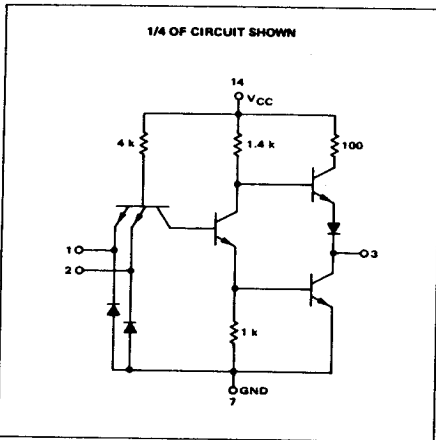 1/4 OF CIRCUIT SHOWN
14
VCC
4 k
1.4 k
100
1
2
3
1 k
GND
7